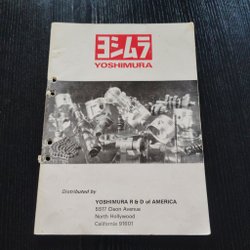 ヨシムラ
YOSHIMURA
Distributed by
YOSHIMURA R & D of AMERICA
5517 Cleon Avenue
North Hollywood
California 91601